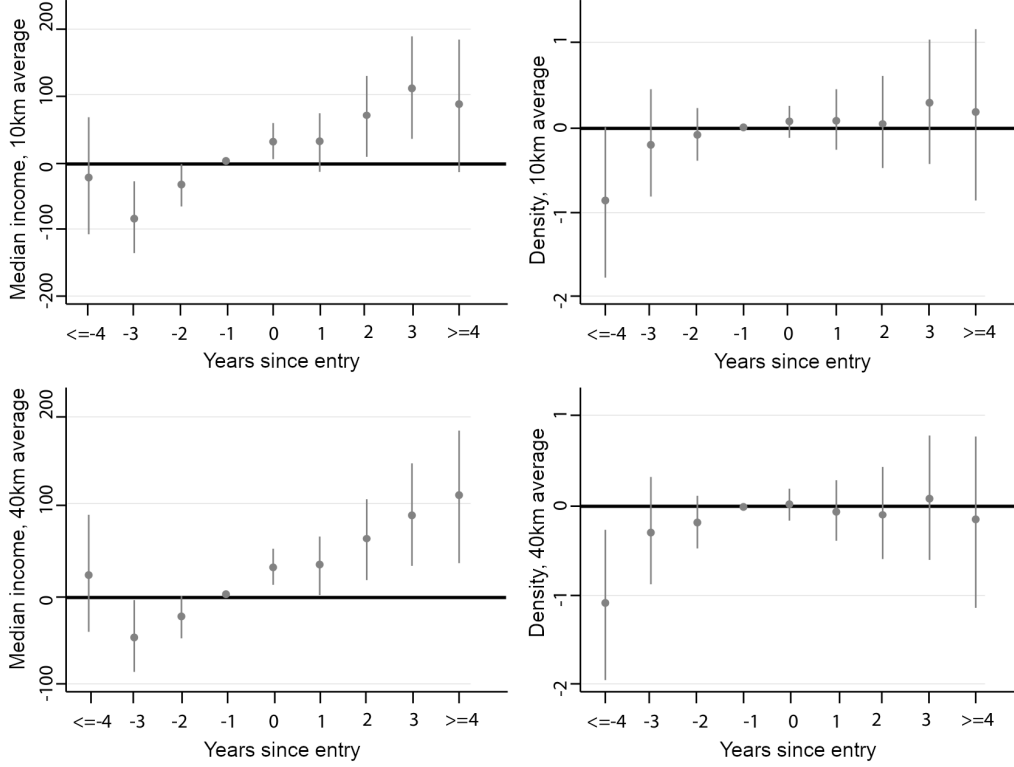 Median income, 10km average
200
100
0
-100
-200
<=-4 -3 -2 -1 0 1 2 3 >=4
Years since entry
Density, 10km average
1
0
-1
-2
<=-4 -3 -2 -1 0 1 2 3 >=4
Years since entry
Median income, 40km average
200
100
0
-100
<=-4 -3 -2 -1 0 1 2 3 >=4
Years since entry
Density, 40km average
1
0
-1
-2
<=-4 -3 -2 -1 0 1 2 3 >=4
Years since entry